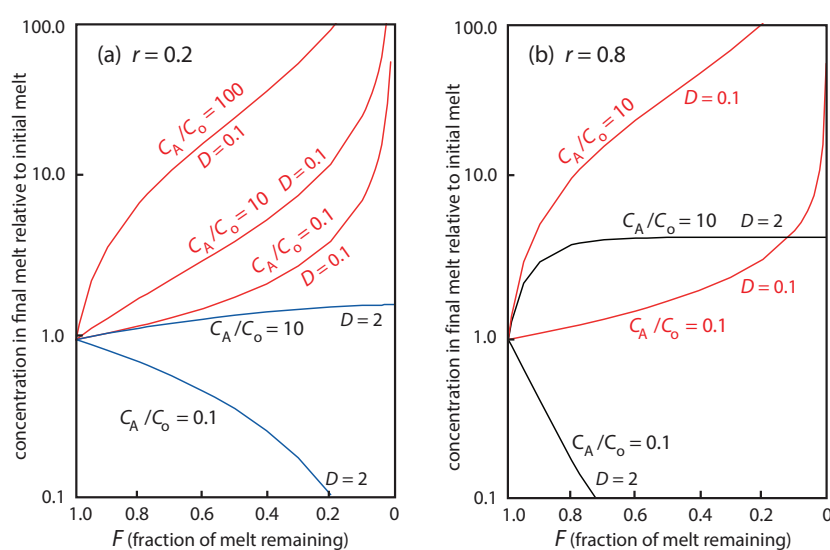 concentration in final melt relative to initial melt
100.0
10.0
1.0
0.1
(a) r = 0.2
C_A/C_o = 100
D = 0.1
C_A/C_o = 10
D = 0.1
C_A/C_o = 0.1
D = 0.1
C_A/C_o = 10
D = 2
C_A/C_o = 0.1
D = 2
1.0 0.8 0.6 0.4 0.2 0
F (fraction of melt remaining)
concentration in final melt relative to initial melt
100.0
10.0
1.0
0.1
(b) r = 0.8
C_A/C_o = 10
D = 0.1
C_A/C_o = 10
D = 2
D = 0.1
C_A/C_o = 0.1
C_A/C_o = 0.1
D = 2
1.0 0.8 0.6 0.4 0.2 0
F (fraction of melt remaining)